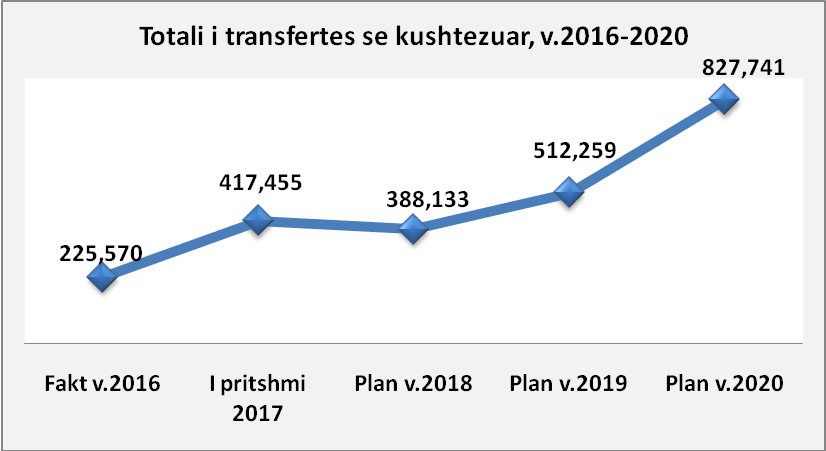 Totali i transfertes se kushtezuar, v.2016-2020
827,741
512,259
417,455
388,133
225,570
Fakt v.2016
I pritshmi
2017
Plan v.2018
Plan v.2019
Plan v.2020